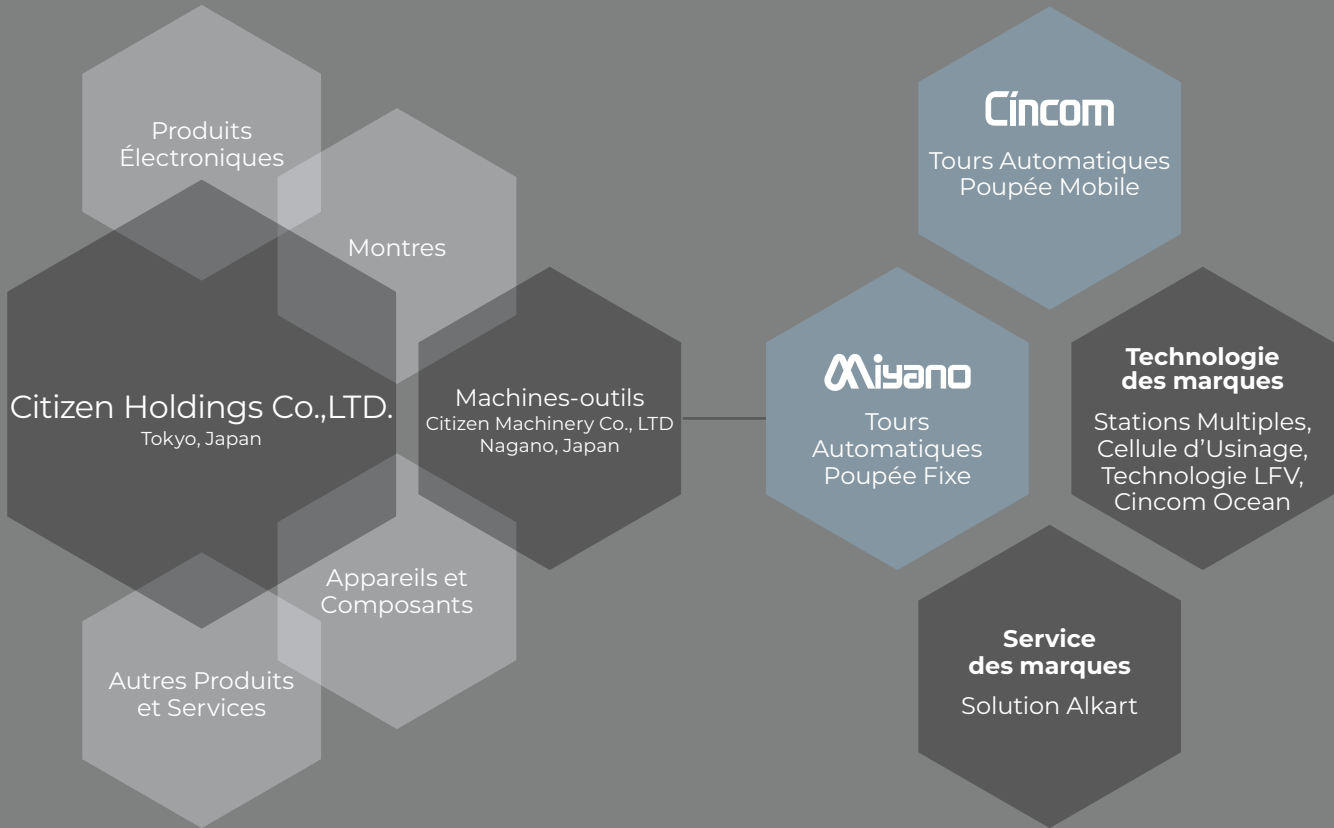 Produits
Électroniques
Montres
Citizen Holdings Co.,LTD.
Tokyo, Japan
Machines-outils
Citizen Machinery Co., LTD
Nagano, Japan
Appareils et
Composants
Autres Produits
et Services
Cincom
Tours Automatiques
Poupée Mobile
Miyano
Tours
Automatiques
Poupée Fixe
Technologie
des marques
Stations Multiples,
Cellule d’Usinage,
Technologie LFV,
Cincom Ocean
Service
des marques
Solution Alkart